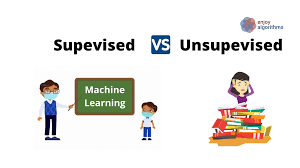 enjoy
algorithms
Supevised VS Unsupevised
Machine
Learning